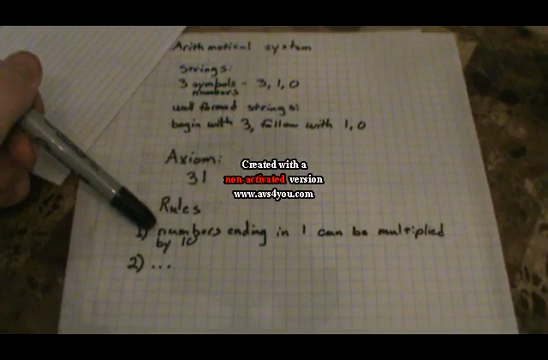 Arithmetical system
Strings:
3 symbols - 3, 1, 0
numbers
well formed strings:
begin with 3, follow with 1, 0
Axiom:
31
Created with a
non-activated version
www.avs4you.com
Rules
1) numbers ending in 1 can be multiplied
by 10
2) ...